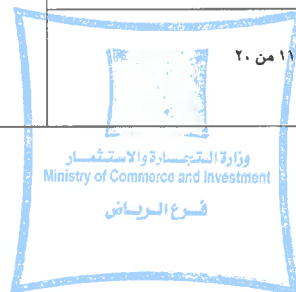 ١١ من ٢٠
وزارة التجارة والاستثمار
Ministry of Commerce and Investment
فرع الرياض